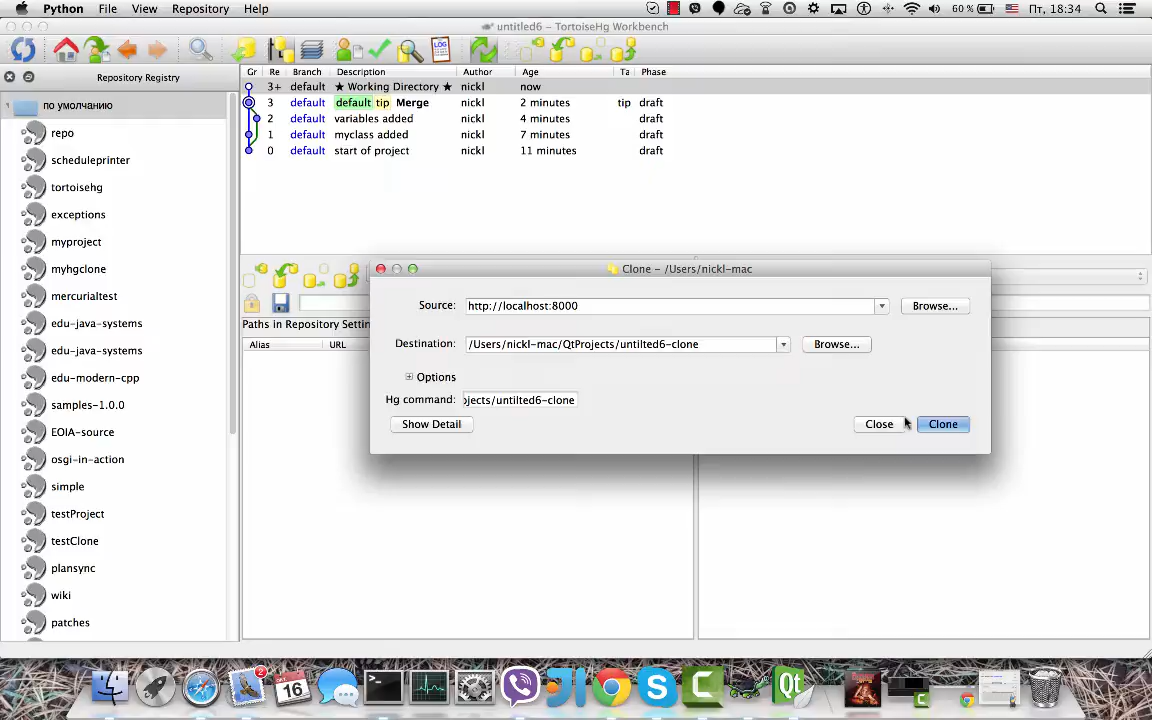 Python File View Repository Help 60 % Пт, 18:34
untitled6 – TortoiseHg Workbench
LOG
Repository Registry
Gr Re Branch Description Author Age Ta Phase
3+ default ★ Working Directory ★ nickl now
3 default default tip Merge nickl 2 minutes tip draft
2 default variables added nickl 4 minutes draft
1 default myclass added nickl 7 minutes draft
0 default start of project nickl 11 minutes draft
по умолчанию
repo
scheduleprinter
tortoisehg
exceptions
myproject
myhgclone
mercurialtest
edu-java-systems
edu-java-systems
edu-modern-cpp
samples-1.0.0
EOIA-source
osgi-in-action
simple
testProject
testClone
plansync
wiki
patches
Paths in Repository Settin
Alias URL
Clone – /Users/nickl-mac
Source: http://localhost:8000 Browse...
Destination: /Users/nickl-mac/QtProjects/untilted6-clone Browse...
Options
Hg command: ojects/untilted6-clone
Show Detail Close Clone
2
ОКТ.
16
Qt